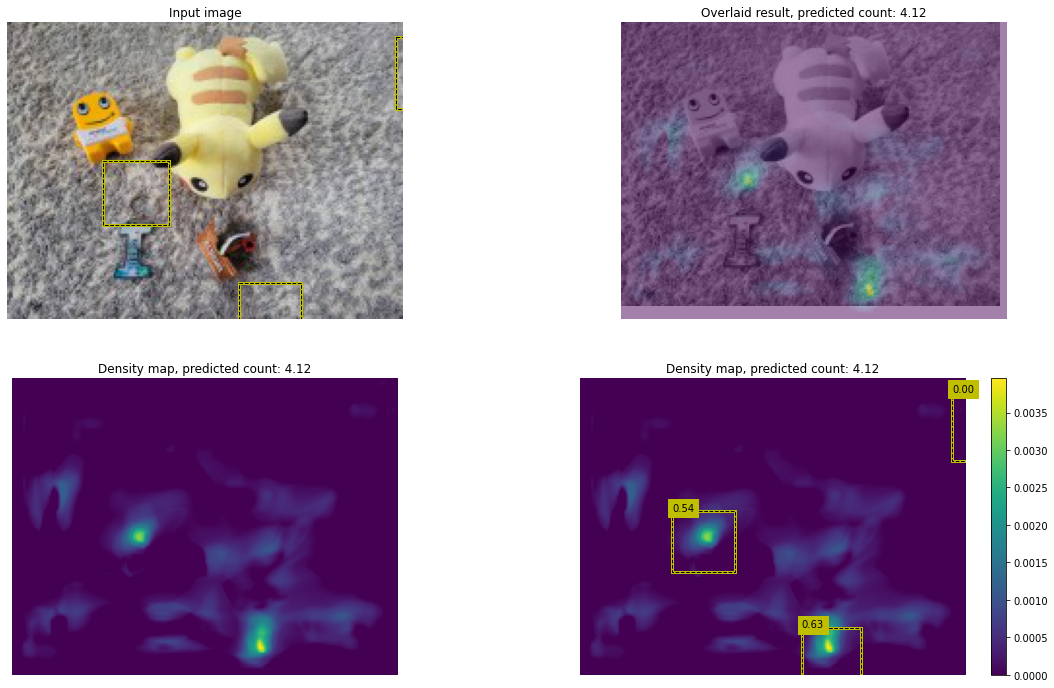 Input image
Overlaid result, predicted count: 4.12
Density map, predicted count: 4.12
Density map, predicted count: 4.12
0.00
0.54
0.63
0.0035
0.0030
0.0025
0.0020
0.0015
0.0010
0.0005
0.0000